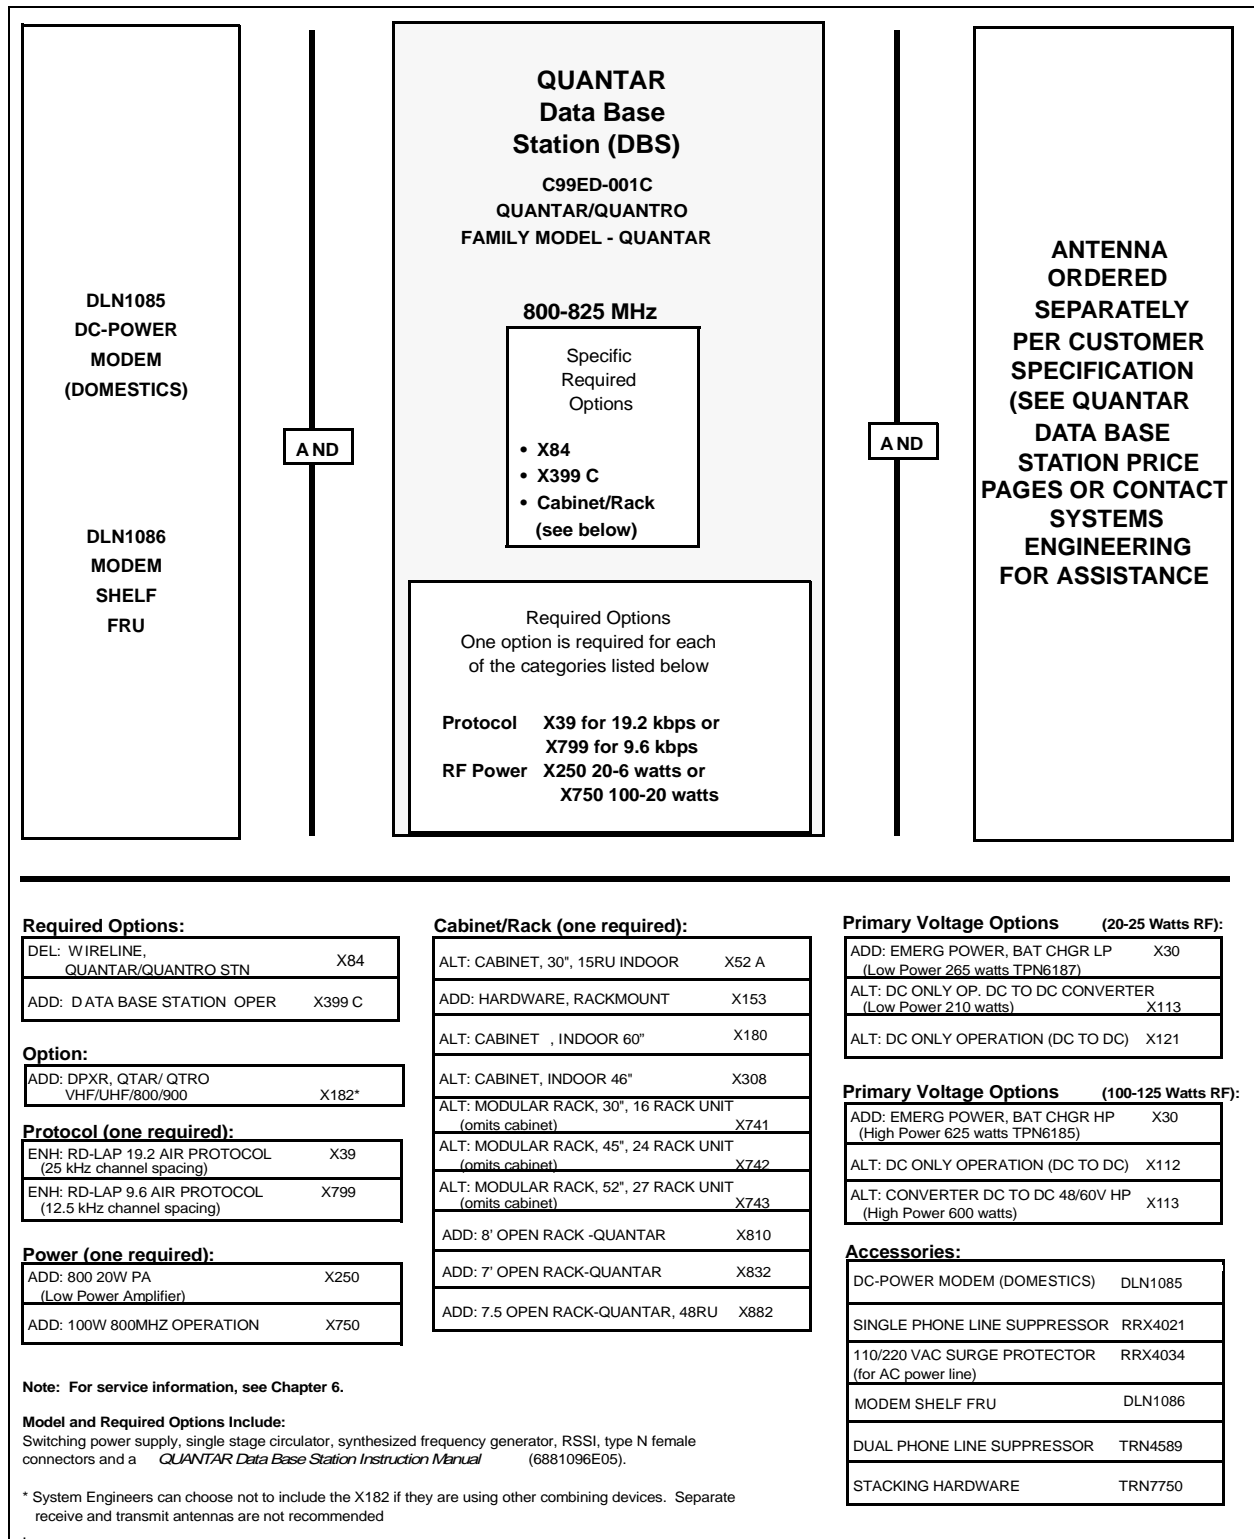 DLN1085
DC-POWER
MODEM
(DOMESTICS)
DLN1086
MODEM
SHELF
FRU
AND
QUANTAR
Data Base
Station (DBS)
C99ED-001C
QUANTAR/QUANTRO
FAMILY MODEL - QUANTAR
800-825 MHz
Specific
Required
Options
• X84
• X399 C
• Cabinet/Rack
(see below)
Required Options
One option is required for each
of the categories listed below
Protocol X39 for 19.2 kbps or
X799 for 9.6 kbps
RF Power X250 20-6 watts or
X750 100-20 watts
AND
ANTENNA
ORDERED
SEPARATELY
PER CUSTOMER
SPECIFICATION
(SEE QUANTAR
DATA BASE
STATION PRICE
PAGES OR CONTACT
SYSTEMS
ENGINEERING
FOR ASSISTANCE
Required Options:
DEL: WIRELINE,
QUANTAR/QUANTRO STN X84
ADD: DATA BASE STATION OPER X399 C
Option:
ADD: DPXR, QTAR/ QTRO
VHF/UHF/800/900 X182*
Protocol (one required):
ENH: RD-LAP 19.2 AIR PROTOCOL X39
(25 kHz channel spacing)
ENH: RD-LAP 9.6 AIR PROTOCOL X799
(12.5 kHz channel spacing)
Power (one required):
ADD: 800 20W PA X250
(Low Power Amplifier)
ADD: 100W 800MHZ OPERATION X750
Cabinet/Rack (one required):
ALT: CABINET, 30", 15RU INDOOR X52 A
ADD: HARDWARE, RACKMOUNT X153
ALT: CABINET , INDOOR 60" X180
ALT: CABINET, INDOOR 46" X308
ALT: MODULAR RACK, 30", 16 RACK UNIT
(omits cabinet) X741
ALT: MODULAR RACK, 45", 24 RACK UNIT
(omits cabinet) X742
ALT: MODULAR RACK, 52", 27 RACK UNIT
(omits cabinet) X743
ADD: 8' OPEN RACK -QUANTAR X810
ADD: 7' OPEN RACK-QUANTAR X832
ADD: 7.5 OPEN RACK-QUANTAR, 48RU X882
Primary Voltage Options (20-25 Watts RF):
ADD: EMERG POWER, BAT CHGR LP X30
(Low Power 265 watts TPN6187)
ALT: DC ONLY OP. DC TO DC CONVERTER
(Low Power 210 watts) X113
ALT: DC ONLY OPERATION (DC TO DC) X121
Primary Voltage Options (100-125 Watts RF):
ADD: EMERG POWER, BAT CHGR HP X30
(High Power 625 watts TPN6185)
ALT: DC ONLY OPERATION (DC TO DC) X112
ALT: CONVERTER DC TO DC 48/60V HP
(High Power 600 watts) X113
Accessories:
DC-POWER MODEM (DOMESTICS) DLN1085
SINGLE PHONE LINE SUPPRESSOR RRX4021
110/220 VAC SURGE PROTECTOR RRX4034
(for AC power line)
MODEM SHELF FRU DLN1086
DUAL PHONE LINE SUPPRESSOR TRN4589
STACKING HARDWARE TRN7750
Note: For service information, see Chapter 6.
Model and Required Options Include:
Switching power supply, single stage circulator, synthesized frequency generator, RSSI, type N female
connectors and a QUANTAR Data Base Station Instruction Manual (6881096E05).
* System Engineers can choose not to include the X182 if they are using other combining devices. Separate
receive and transmit antennas are not recommended
.